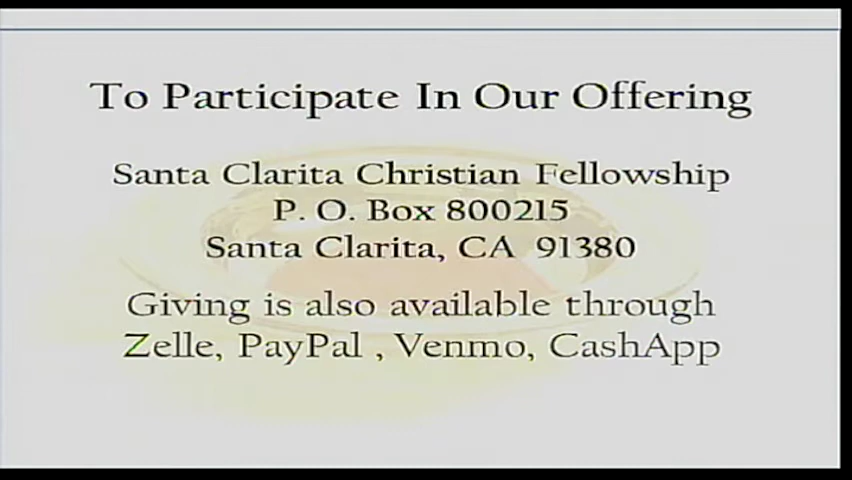 To Participate In Our Offering
Santa Clarita Christian Fellowship
P. O. Box 800215
Santa Clarita, CA 91380
Giving is also available through
Zelle, PayPal , Venmo, CashApp